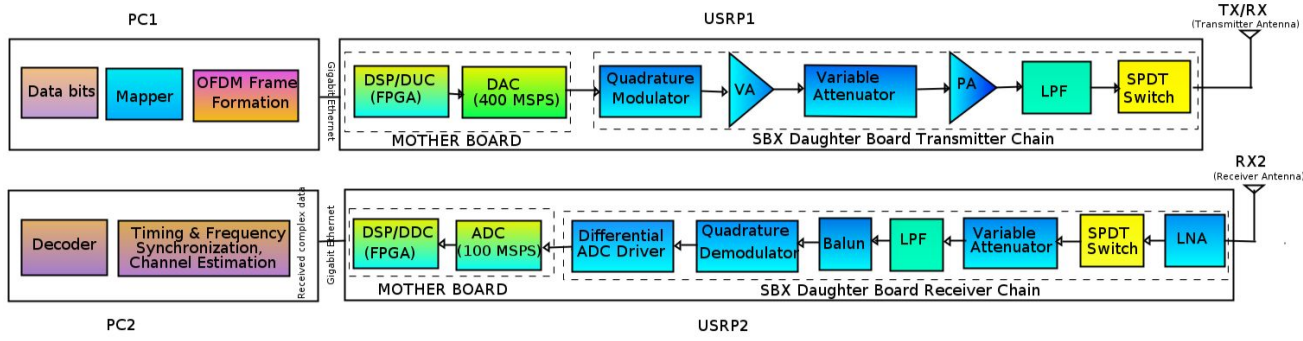 PC1
USRP1
TX/RX
(Transmitter Antenna)
Data bits
Mapper
OFDM Frame
Formation
Gigabit Ethernet
DSP/DUC
(FPGA)
DAC
(400 MSPS)
MOTHER BOARD
Quadrature
Modulator
VA
Variable
Attenuator
PA
LPF
SPDT
Switch
SBX Daughter Board Transmitter Chain
RX2
(Receiver Antenna)
Decoder
Timing & Frequency
Synchronization,
Channel Estimation
Received complex data
Gigabit Ethernet
DSP/DDC
(FPGA)
ADC
(100 MSPS)
MOTHER BOARD
Differential
ADC Driver
Quadrature
Demodulator
Balun
LPF
Variable
Attenuator
SPDT
Switch
LNA
SBX Daughter Board Receiver Chain
PC2
USRP2